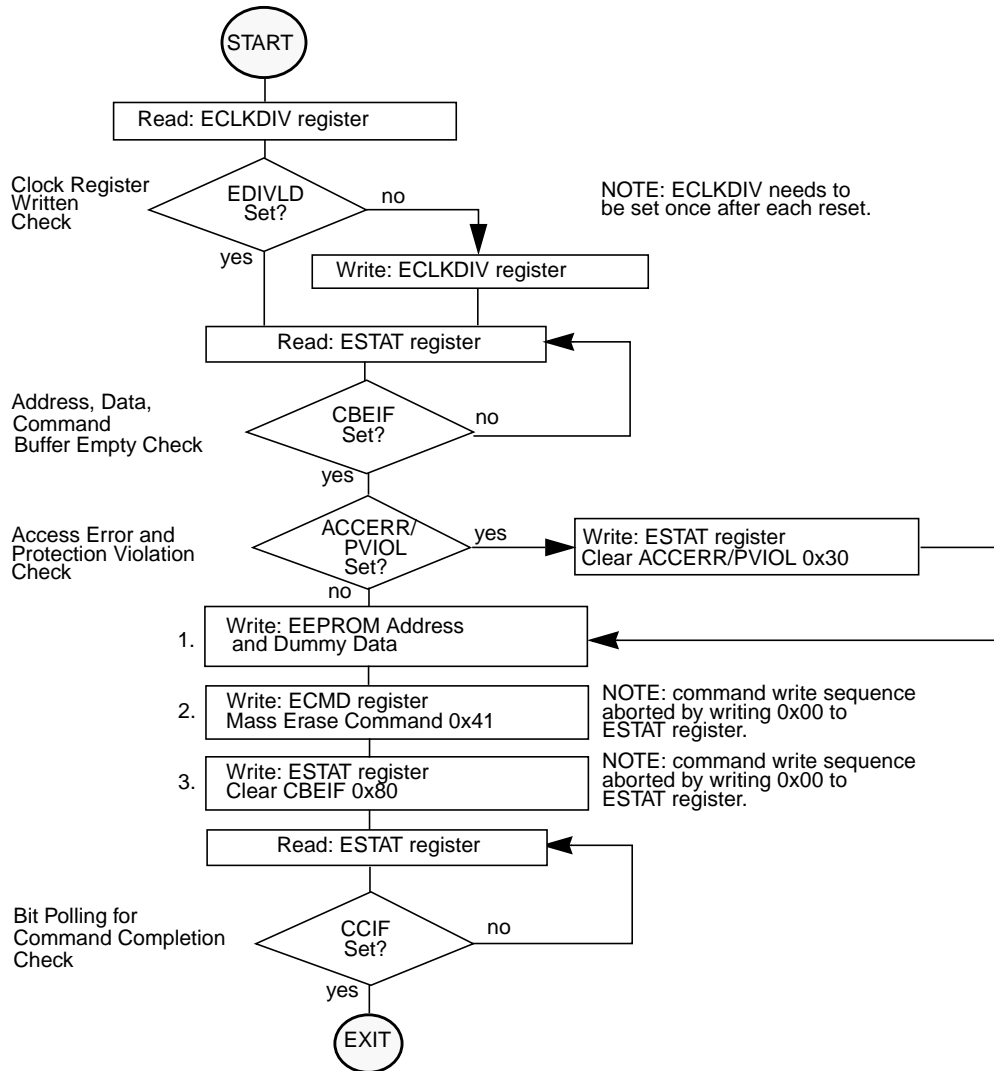 START
Read: ECLKDIV register
Clock Register
Written
Check
EDIVLD
Set?
no
yes
NOTE: ECLKDIV needs to
be set once after each reset.
Write: ECLKDIV register
Read: ESTAT register
Address, Data,
Command
Buffer Empty Check
CBEIF
Set?
no
yes
Access Error and
Protection Violation
Check
ACCERR/
PVIOL
Set?
yes
no
Write: ESTAT register
Clear ACCERR/PVIOL 0x30
1.
Write: EEPROM Address
and Dummy Data
2.
Write: ECMD register
Mass Erase Command 0x41
NOTE: command write sequence
aborted by writing 0x00 to
ESTAT register.
3.
Write: ESTAT register
Clear CBEIF 0x80
NOTE: command write sequence
aborted by writing 0x00 to
ESTAT register.
Read: ESTAT register
Bit Polling for
Command Completion
Check
CCIF
Set?
no
yes
EXIT